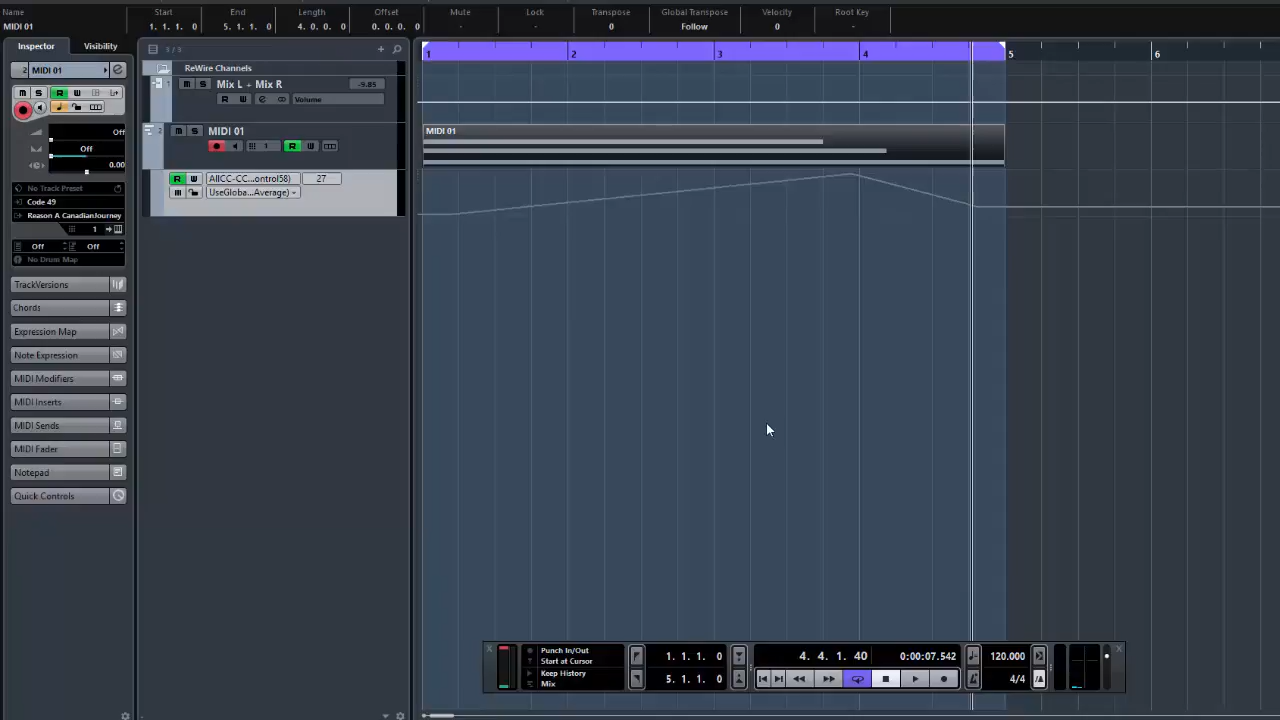 Start End Length Offset Mute Lock Transpose Global Transpose Velocity Root Key
MIDI 01 1. 1. 1. 0 5. 1. 1. 0 4. 0. 0. 0 0. 0. 0. 0 - - 0 Follow 0 -
Inspector Visibility
3 / 3
1 2 3 4 5 6
2 MIDI 01
ReWire Channels
1 M S Mix L + Mix R -9.85
R W e Volume
M S R W
Off
Off
0.00
2 M S MIDI 01
1 R W
MIDI 01
No Track Preset
Code 49
Reason A CanadianJourney
1
Off Off
No Drum Map
R W AllCC-CC...ontrol58) 27
M UseGloba...Average)
TrackVersions
Chords
Expression Map
Note Expression
MIDI Modifiers
MIDI Inserts
MIDI Sends
MIDI Fader
Notepad
Quick Controls
X X
Punch In/Out
Start at Cursor
Keep History
Mix
1. 1. 1. 0
5. 1. 1. 0
4. 4. 1. 40 0:00:07.542
120.000
4/4